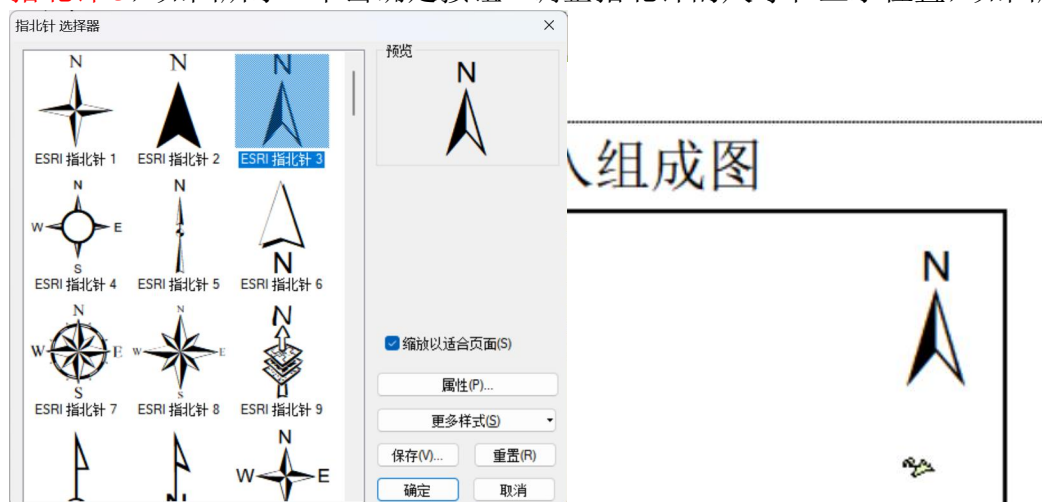 指北针 选择器
预览
N
N
N
N
ESRI 指北针 1
ESRI 指北针 2
ESRI 指北针 3
组成图
N
N
W
E
S
N
N
ESRI 指北针 4
ESRI 指北针 5
ESRI 指北针 6
N
N
N
W
E
W
E
S
S
缩放以适合页面(S)
属性(P)...
ESRI 指北针 7
ESRI 指北针 8
ESRI 指北针 9
更多样式(S)
N
W
E
保存(V)...
重置(R)
确定
取消